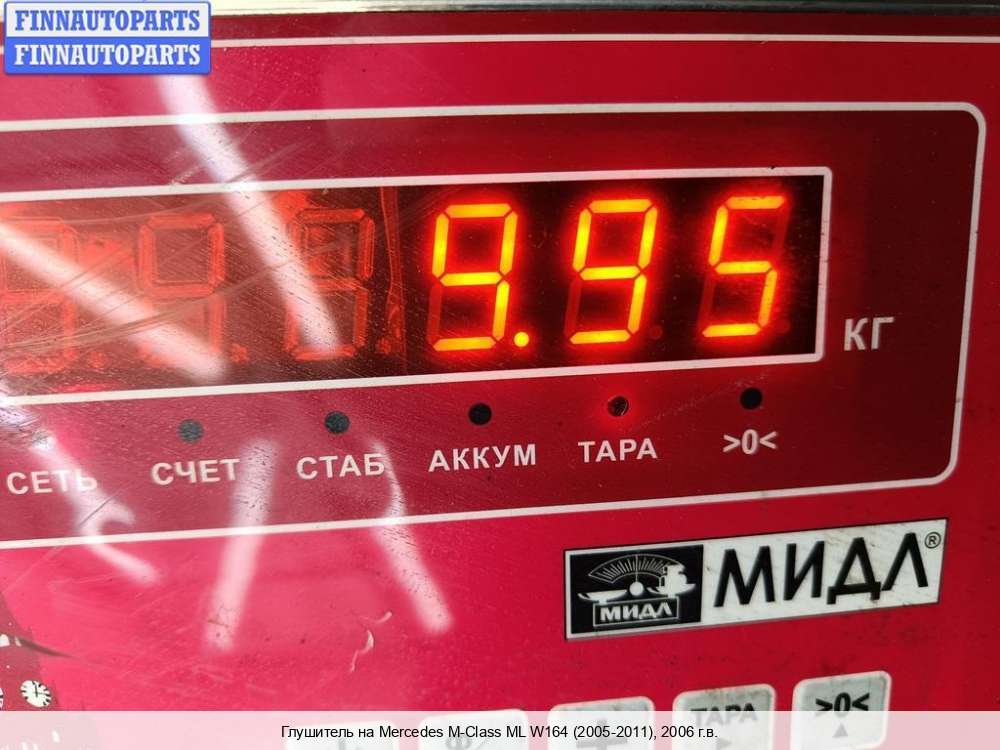 FINNAUTOPARTS
FINNAUTOPARTS
9.95
КГ
СЕТЬ
СЧЕТ
СТАБ
АККУМ
ТАРА
>0<
МИДЛ
МИДЛ®
ТАРА
>0<
Глушитель на Mercedes M-Class ML W164 (2005-2011), 2006 г.в.